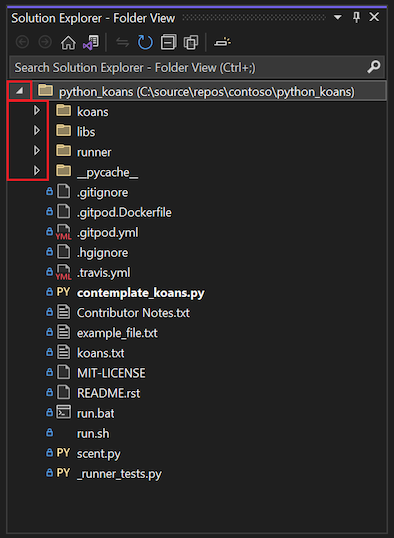 Solution Explorer - Folder View
Search Solution Explorer - Folder View (Ctrl+;)
python_koans (C:\source\repos\contoso\python_koans)
koans
libs
runner
__pycache__
.gitignore
.gitpod.Dockerfile
YML .gitpod.yml
.hgignore
YML .travis.yml
PY contemplate_koans.py
Contributor Notes.txt
example_file.txt
koans.txt
MIT-LICENSE
README.rst
run.bat
run.sh
PY scent.py
PY _runner_tests.py